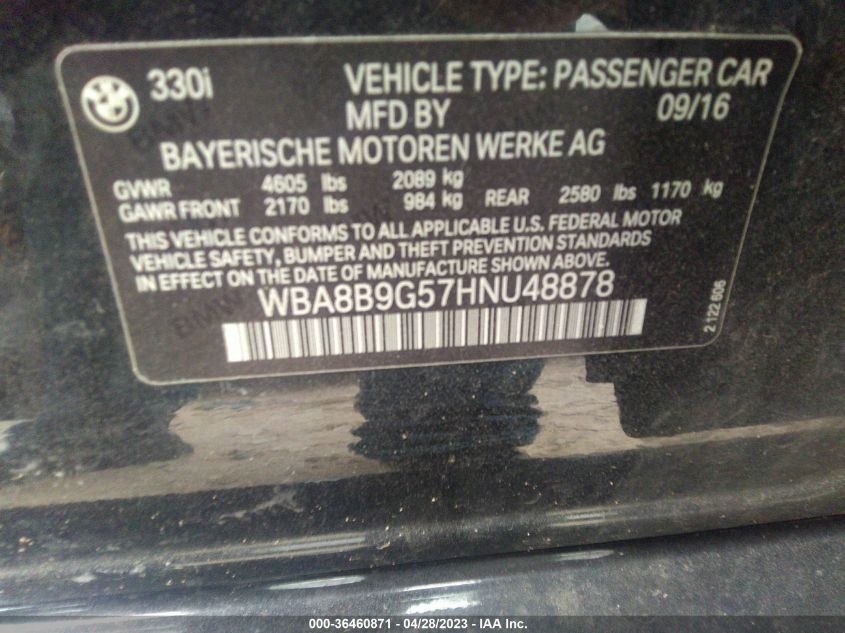 330i VEHICLE TYPE: PASSENGER CAR
MFD BY 09/16
BAYERISCHE MOTOREN WERKE AG
GVWR 4605 lbs 2089 kg
GAWR FRONT 2170 lbs 984 kg REAR 2580 lbs 1170 kg
THIS VEHICLE CONFORMS TO ALL APPLICABLE U.S. FEDERAL MOTOR
VEHICLE SAFETY, BUMPER AND THEFT PREVENTION STANDARDS
IN EFFECT ON THE DATE OF MANUFACTURE SHOWN ABOVE.
WBA8B9G57HNU48878
2 122 606
000-36460871 - 04/28/2023 - IAA Inc.